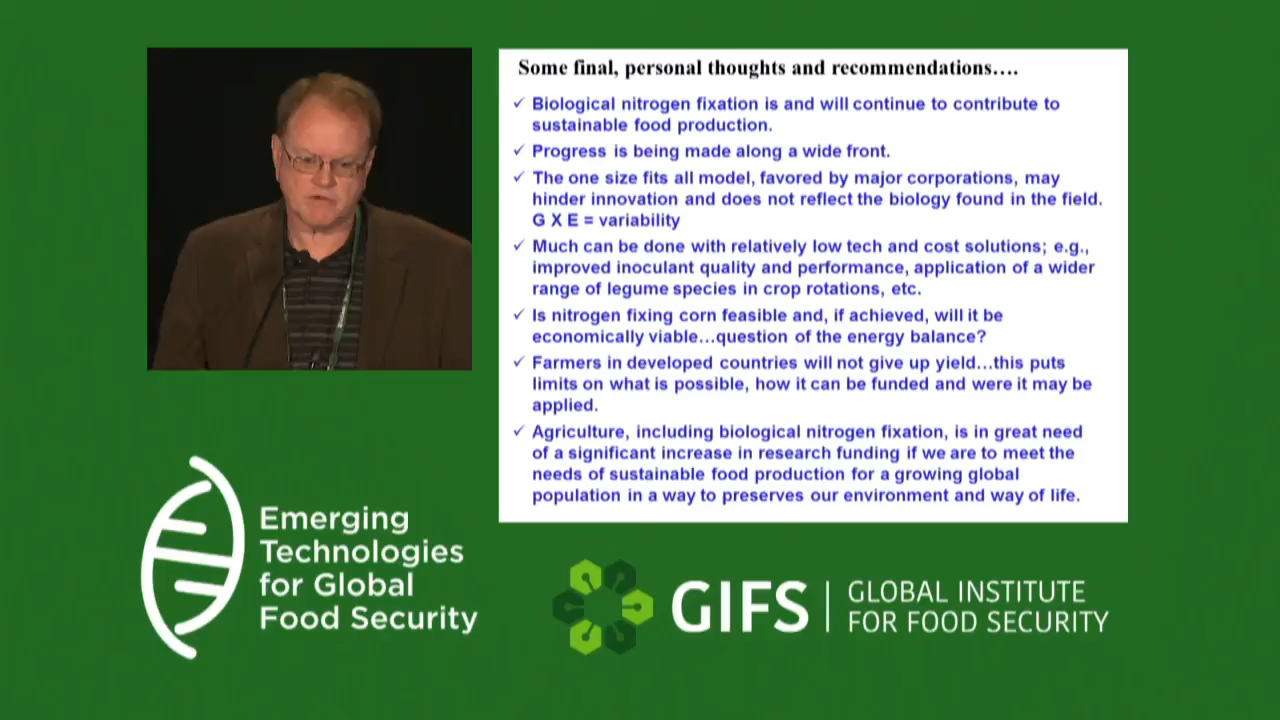 Some final, personal thoughts and recommendations….
✓ Biological nitrogen fixation is and will continue to contribute to
sustainable food production.
✓ Progress is being made along a wide front.
✓ The one size fits all model, favored by major corporations, may
hinder innovation and does not reflect the biology found in the field.
G X E = variability
✓ Much can be done with relatively low tech and cost solutions; e.g.,
improved inoculant quality and performance, application of a wider
range of legume species in crop rotations, etc.
✓ Is nitrogen fixing corn feasible and, if achieved, will it be
economically viable…question of the energy balance?
✓ Farmers in developed countries will not give up yield…this puts
limits on what is possible, how it can be funded and were it may be
applied.
✓ Agriculture, including biological nitrogen fixation, is in great need
of a significant increase in research funding if we are to meet the
needs of sustainable food production for a growing global
population in a way to preserves our environment and way of life.
Emerging
Technologies
for Global
Food Security
GIFS
GLOBAL INSTITUTE
FOR FOOD SECURITY